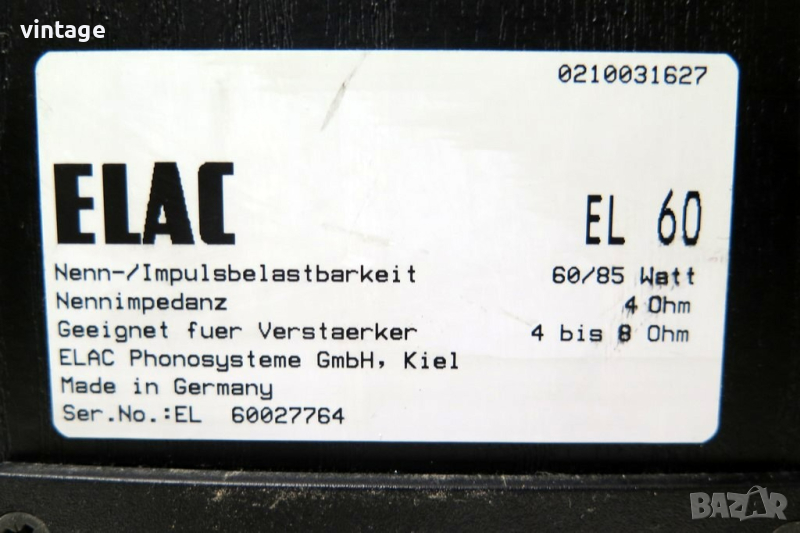 vintage
0210031627
ELAC EL 60
Nenn-/Impulsbelastbarkeit 60/85 Watt
Nennimpedanz 4 Ohm
Geeignet fuer Verstaerker 4 bis 8 Ohm
ELAC Phonosysteme GmbH, Kiel
Made in Germany
Ser.No.:EL 60027764
BAZAR